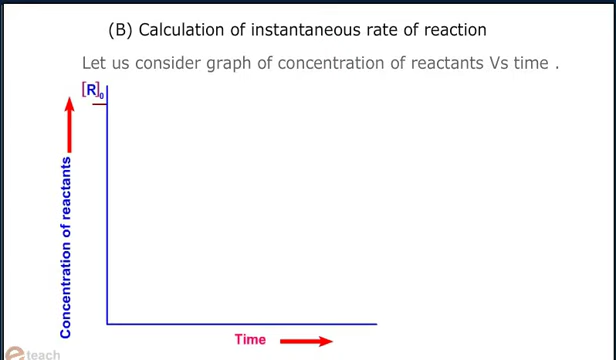 (B) Calculation of instantaneous rate of reaction
Let us consider graph of concentration of reactants Vs time .
[R]0
Concentration of reactants
Time
e teach